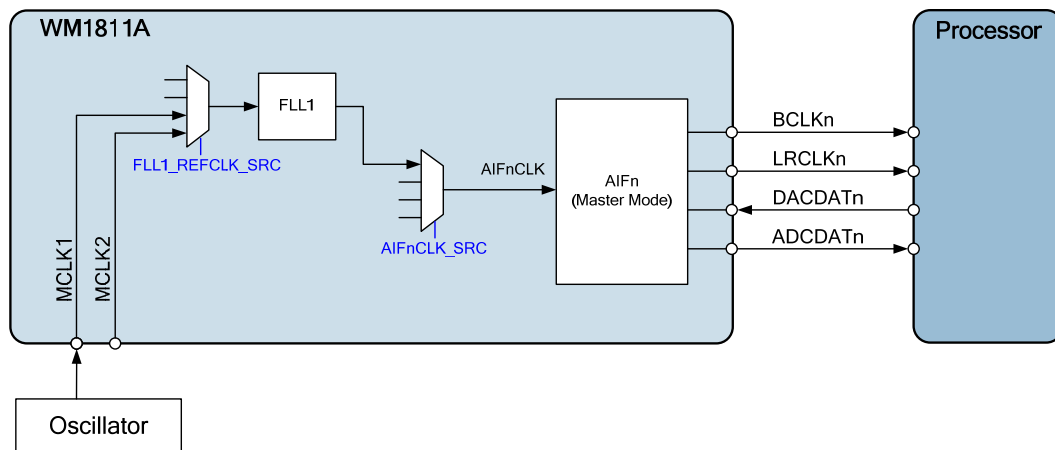 WM1811A
Processor
FLL1
FLL1_REFCLK_SRC
MCLK1
MCLK2
AIFnCLK
AIFnCLK_SRC
AIFn
(Master Mode)
BCLKn
LRCLKn
DACDATn
ADCDATn
Oscillator